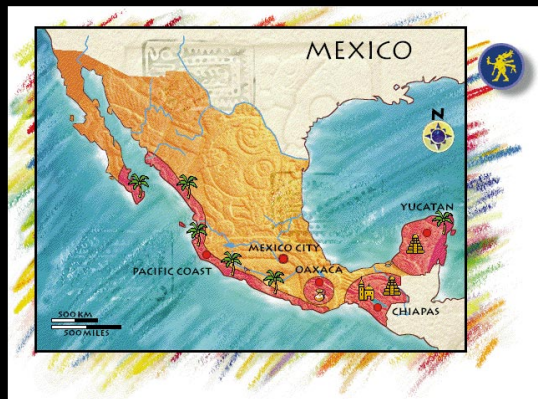 MEXICO
N
YUCATAN
MEXICO CITY
PACIFIC COAST
OAXACA
CHIAPAS
500 KM
500 MILES